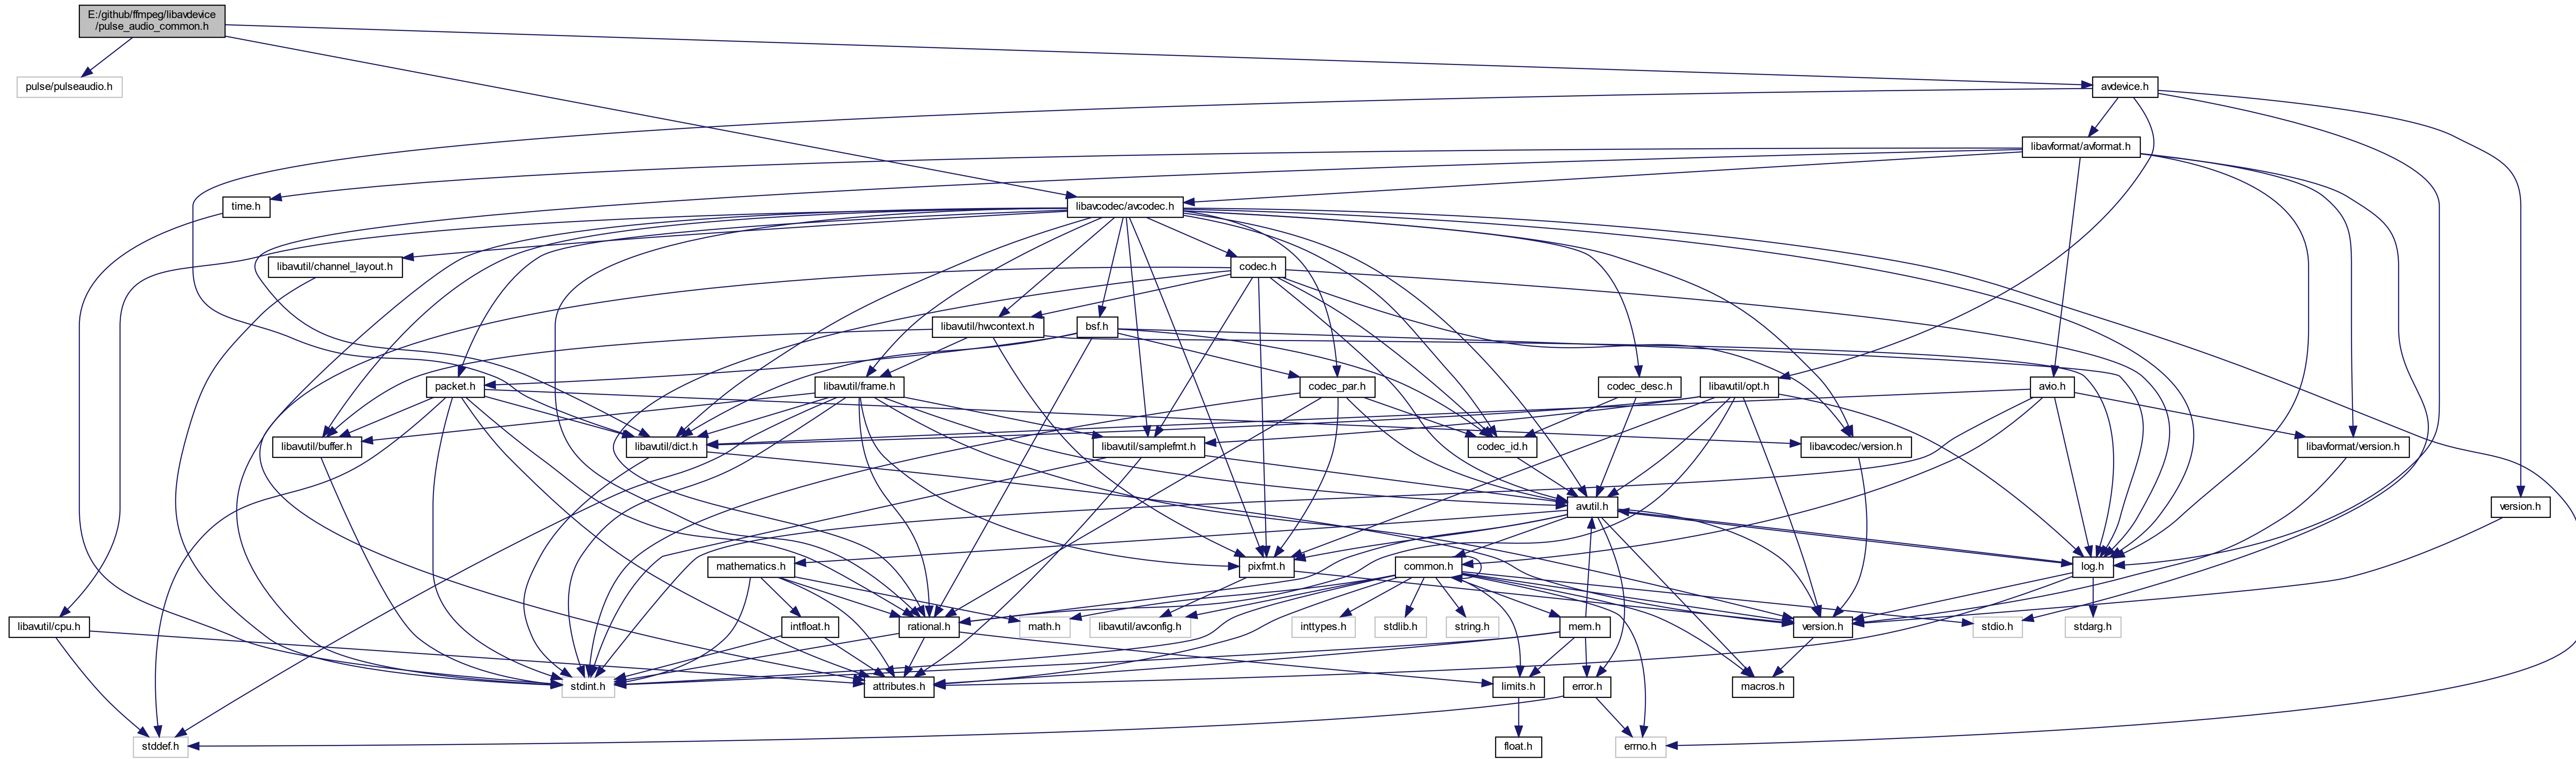 E:/github/ffmpeg/libavdevice
/pulse_audio_common.h
pulse/pulseaudio.h
avdevice.h
libavformat/avformat.h
time.h
libavcodec/avcodec.h
libavutil/channel_layout.h
codec.h
libavutil/hwcontext.h
bsf.h
packet.h
libavutil/frame.h
codec_par.h
codec_desc.h
libavutil/opt.h
avio.h
libavutil/buffer.h
libavutil/dict.h
libavutil/samplefmt.h
codec_id.h
libavcodec/version.h
libavformat/version.h
avutil.h
version.h
mathematics.h
pixfmt.h
common.h
log.h
libavutil/cpu.h
intfloat.h
rational.h
math.h
libavutil/avconfig.h
inttypes.h
stdlib.h
string.h
mem.h
version.h
stdio.h
stdarg.h
stdint.h
attributes.h
limits.h
error.h
macros.h
stddef.h
float.h
errno.h